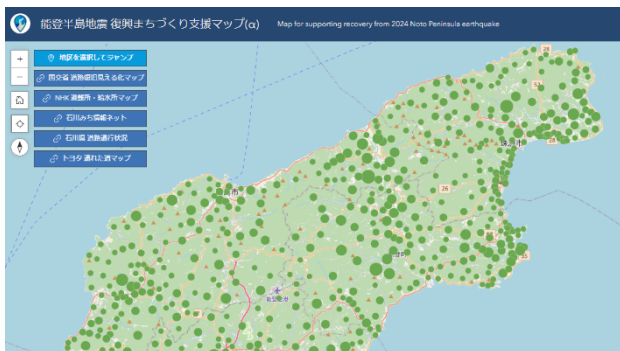 能登半島地震 復興まちづくり支援マップ(α)
Map for supporting recovery from 2024 Noto Peninsula earthquake
地区を選択してジャンプ
国交省 道路復旧見える化マップ
NHK 避難所・給水所マップ
石川みち情報ネット
石川県 道路通行状況
トヨタ 通れた道マップ
28
26